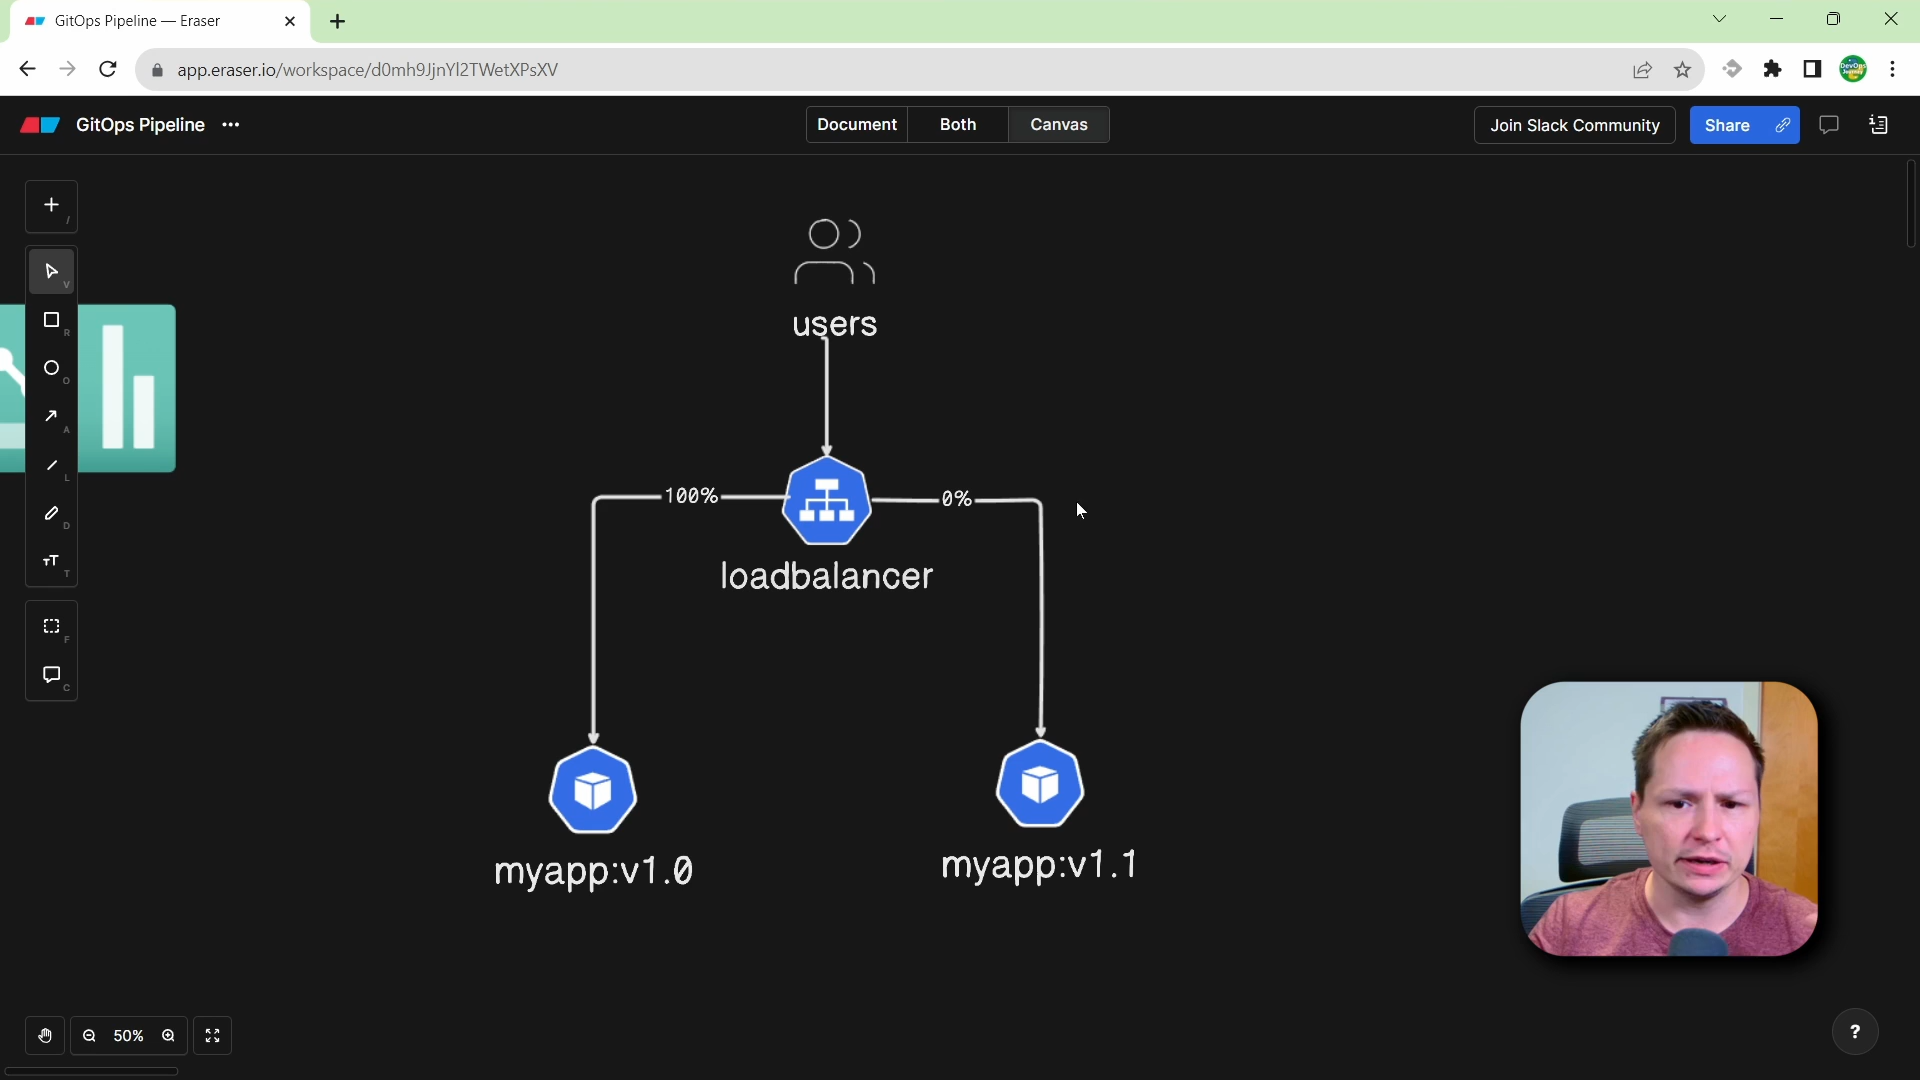 GitOps Pipeline — Eraser
app.eraser.io/workspace/d0mh9JjnYl2TWetXPsXV
GitOps Pipeline
Document
Both
Canvas
Join Slack Community
Share
/
V
R
O
A
L
D
T
F
C
users
100%
0%
loadbalancer
myapp:v1.0
myapp:v1.1
50%
?